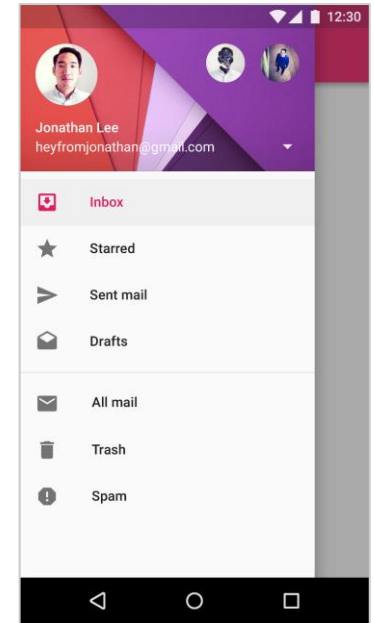 12:30
Jonathan Lee
heyfromjonathan@gmail.com
Inbox
Starred
Sent mail
Drafts
All mail
Trash
Spam